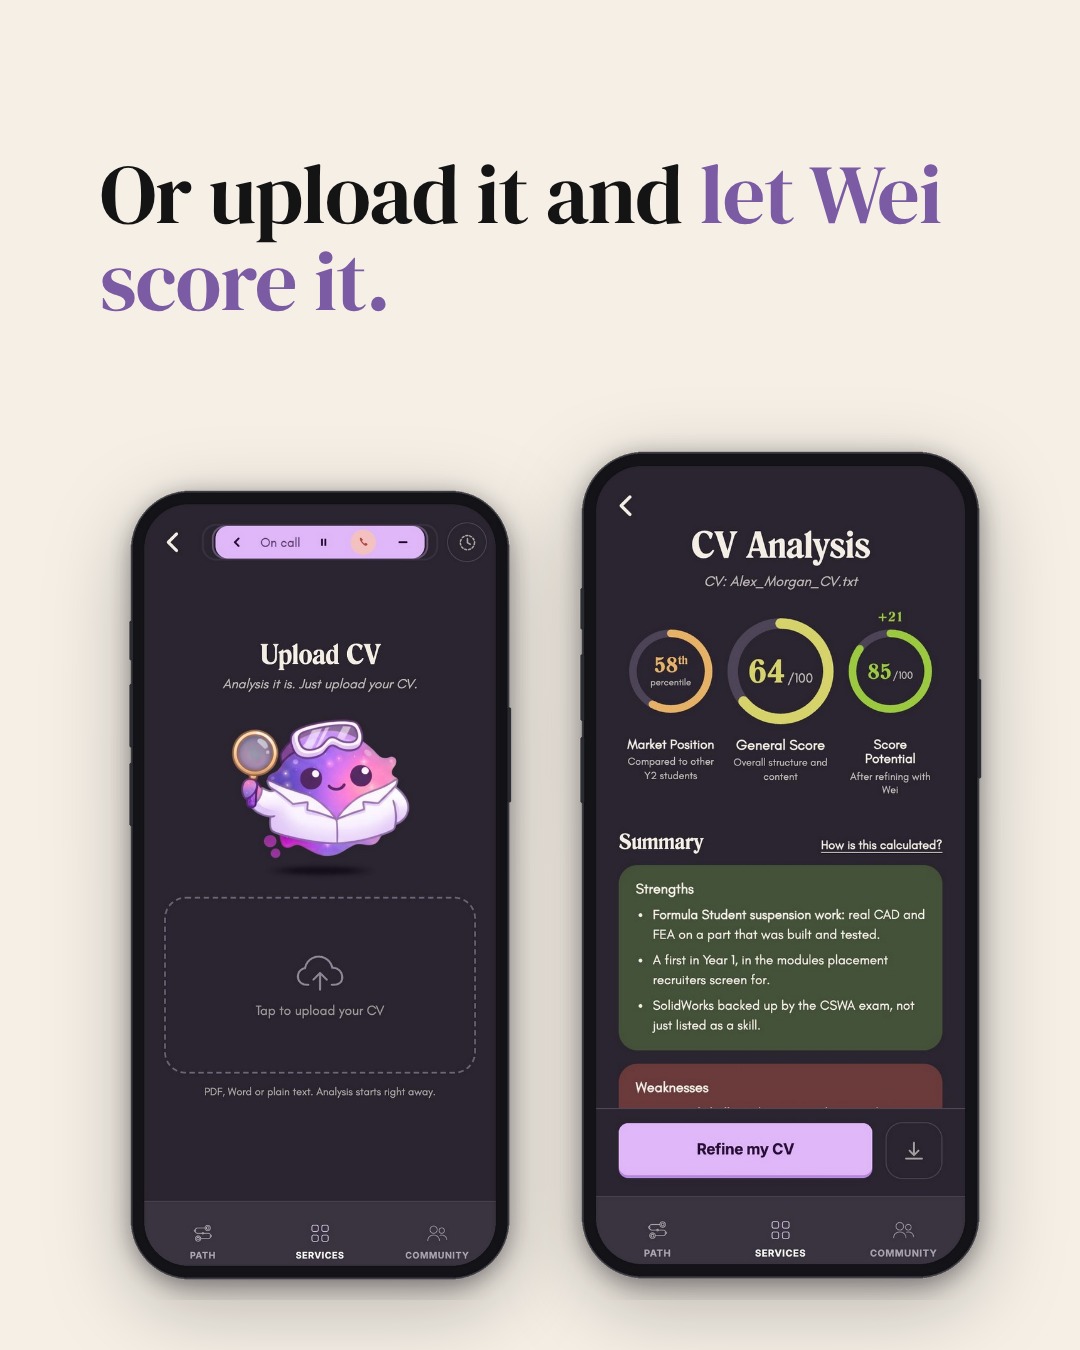 Or upload it and let Wei
score it.
On call
Upload CV
Analysis it is. Just upload your CV.
Tap to upload your CV
PDF, Word or plain text. Analysis starts right away.
PATH
SERVICES
COMMUNITY
CV Analysis
CV: Alex_Morgan_CV.txt
58th
percentile
64/100
+21
85/100
Market Position
Compared to other
Y2 students
General Score
Overall structure and
content
Score
Potential
After refining with
Wei
Summary
How is this calculated?
Strengths
• Formula Student suspension work: real CAD and
FEA on a part that was built and tested.
• A first in Year 1, in the modules placement
recruiters screen for.
• SolidWorks backed up by the CSWA exam, not
just listed as a skill.
Weaknesses
Refine my CV
PATH
SERVICES
COMMUNITY